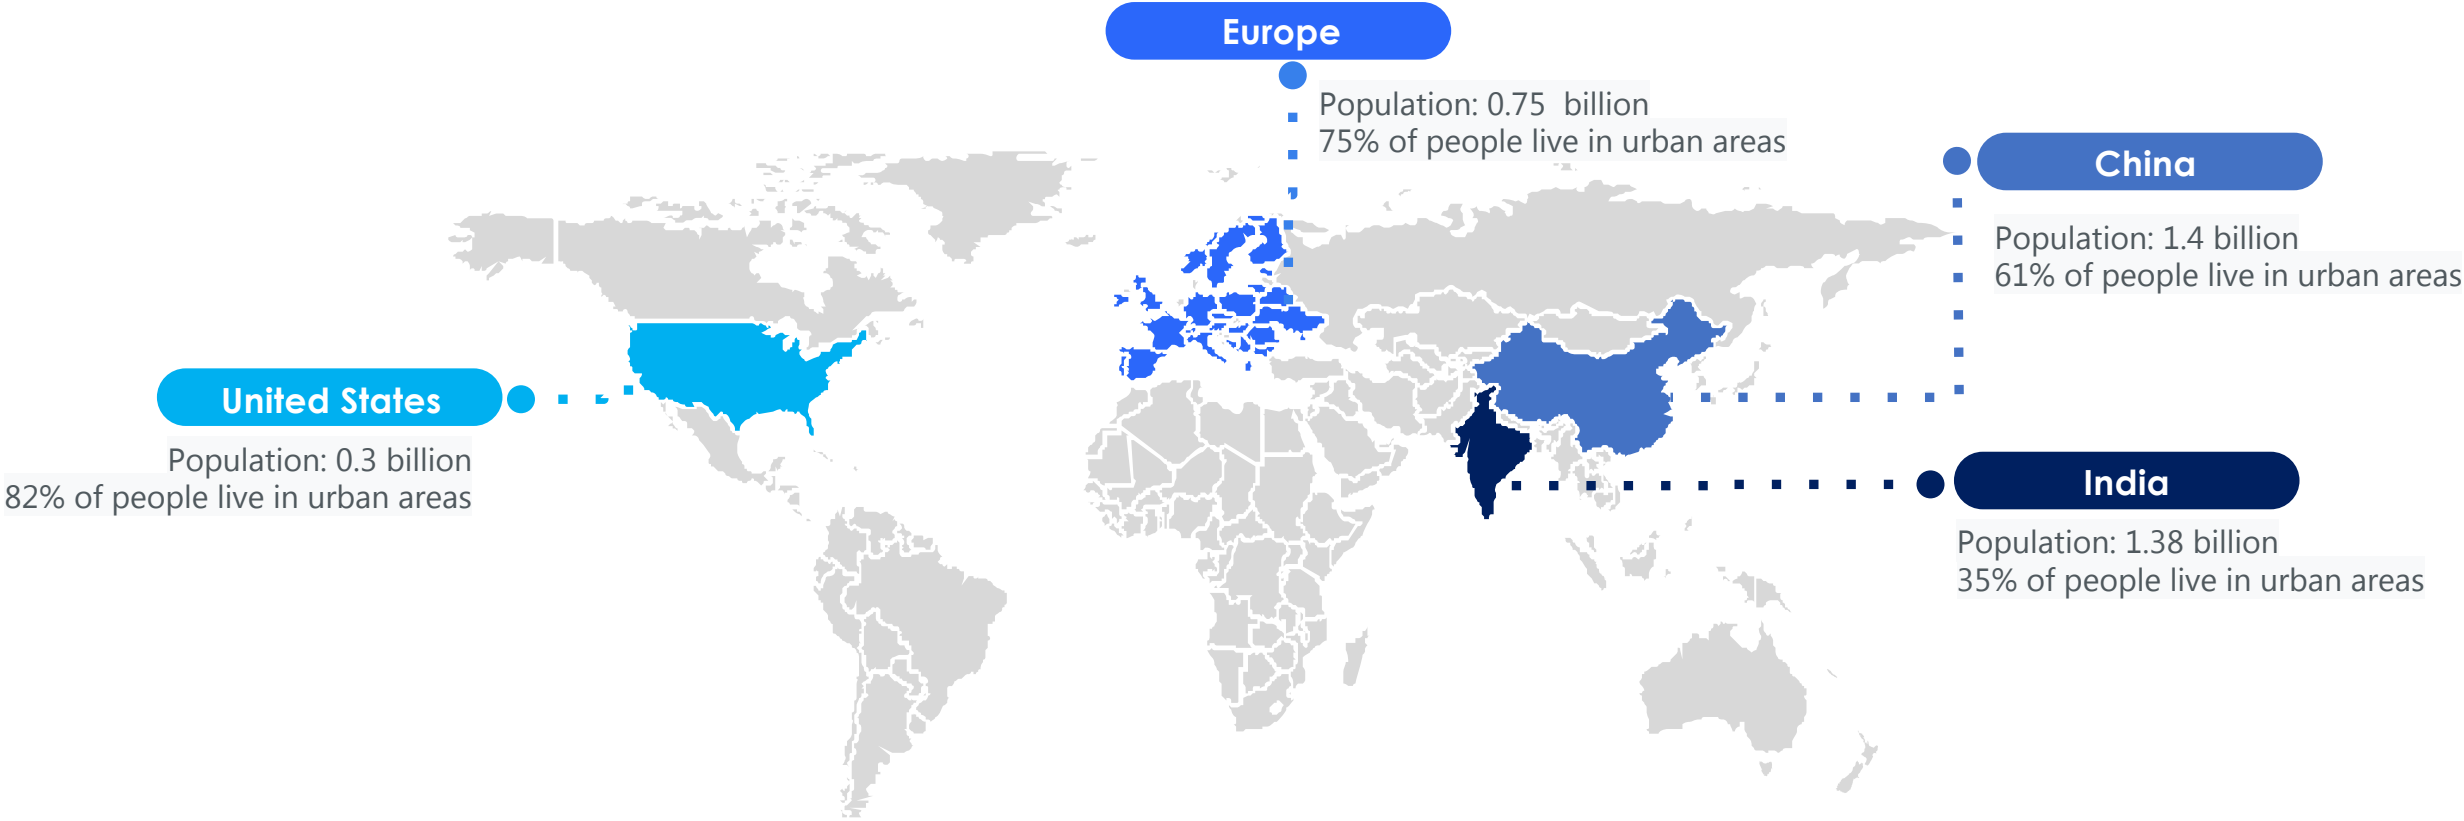 Europe
Population: 0.75  billion
75% of people live in urban areas
China
Population: 1.4 billion
61% of people live in urban areas
United States
Population: 0.3 billion
82% of people live in urban areas
India
Population: 1.38 billion
35% of people live in urban areas